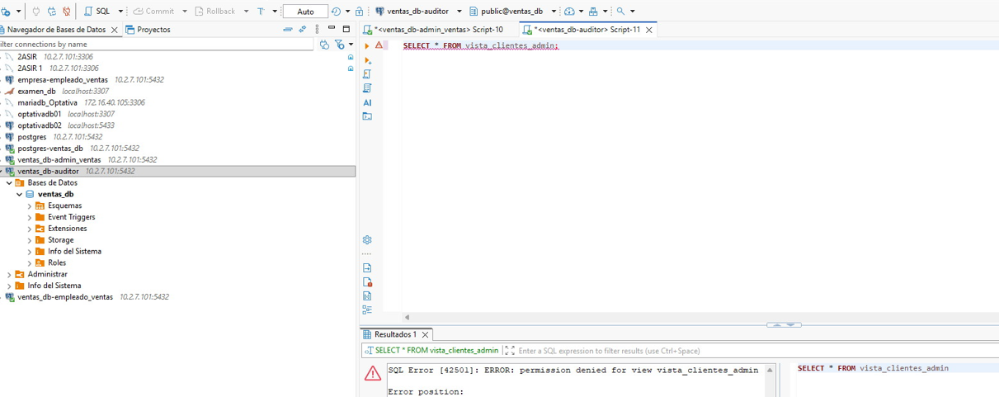 SQL Commit Rollback T Auto ventas_db-auditor public@ventas_db
Navegador de Bases de Datos Proyectos
*<ventas_db-admin_ventas> Script-10 *<ventas_db-auditor> Script-11
ilter connections by name
SELECT * FROM vista_clientes_admin;
2ASIR 10.2.7.101:3306
2ASIR 1 10.2.7.101:3306
empresa-empleado_ventas 10.2.7.101:5432
examen_db localhost:3307
mariadb_Optativa 172.16.40.105:3306
optativadb01 localhost:3307
optativadb02 localhost:5433
postgres 10.2.7.101:5432
postgres-ventas_db 10.2.7.101:5432
ventas_db-admin_ventas 10.2.7.101:5432
ventas_db-auditor 10.2.7.101:5432
Bases de Datos
ventas_db
Esquemas
Event Triggers
Extensiones
Storage
Info del Sistema
Roles
Administrar
Info del Sistema
ventas_db-empleado_ventas 10.2.7.101:5432
AI
Resultados 1
SELECT * FROM vista_clientes_admin Enter a SQL expression to filter results (use Ctrl+Space)
SQL Error [42501]: ERROR: permission denied for view vista_clientes_admin
Error position:
SELECT * FROM vista_clientes_admin